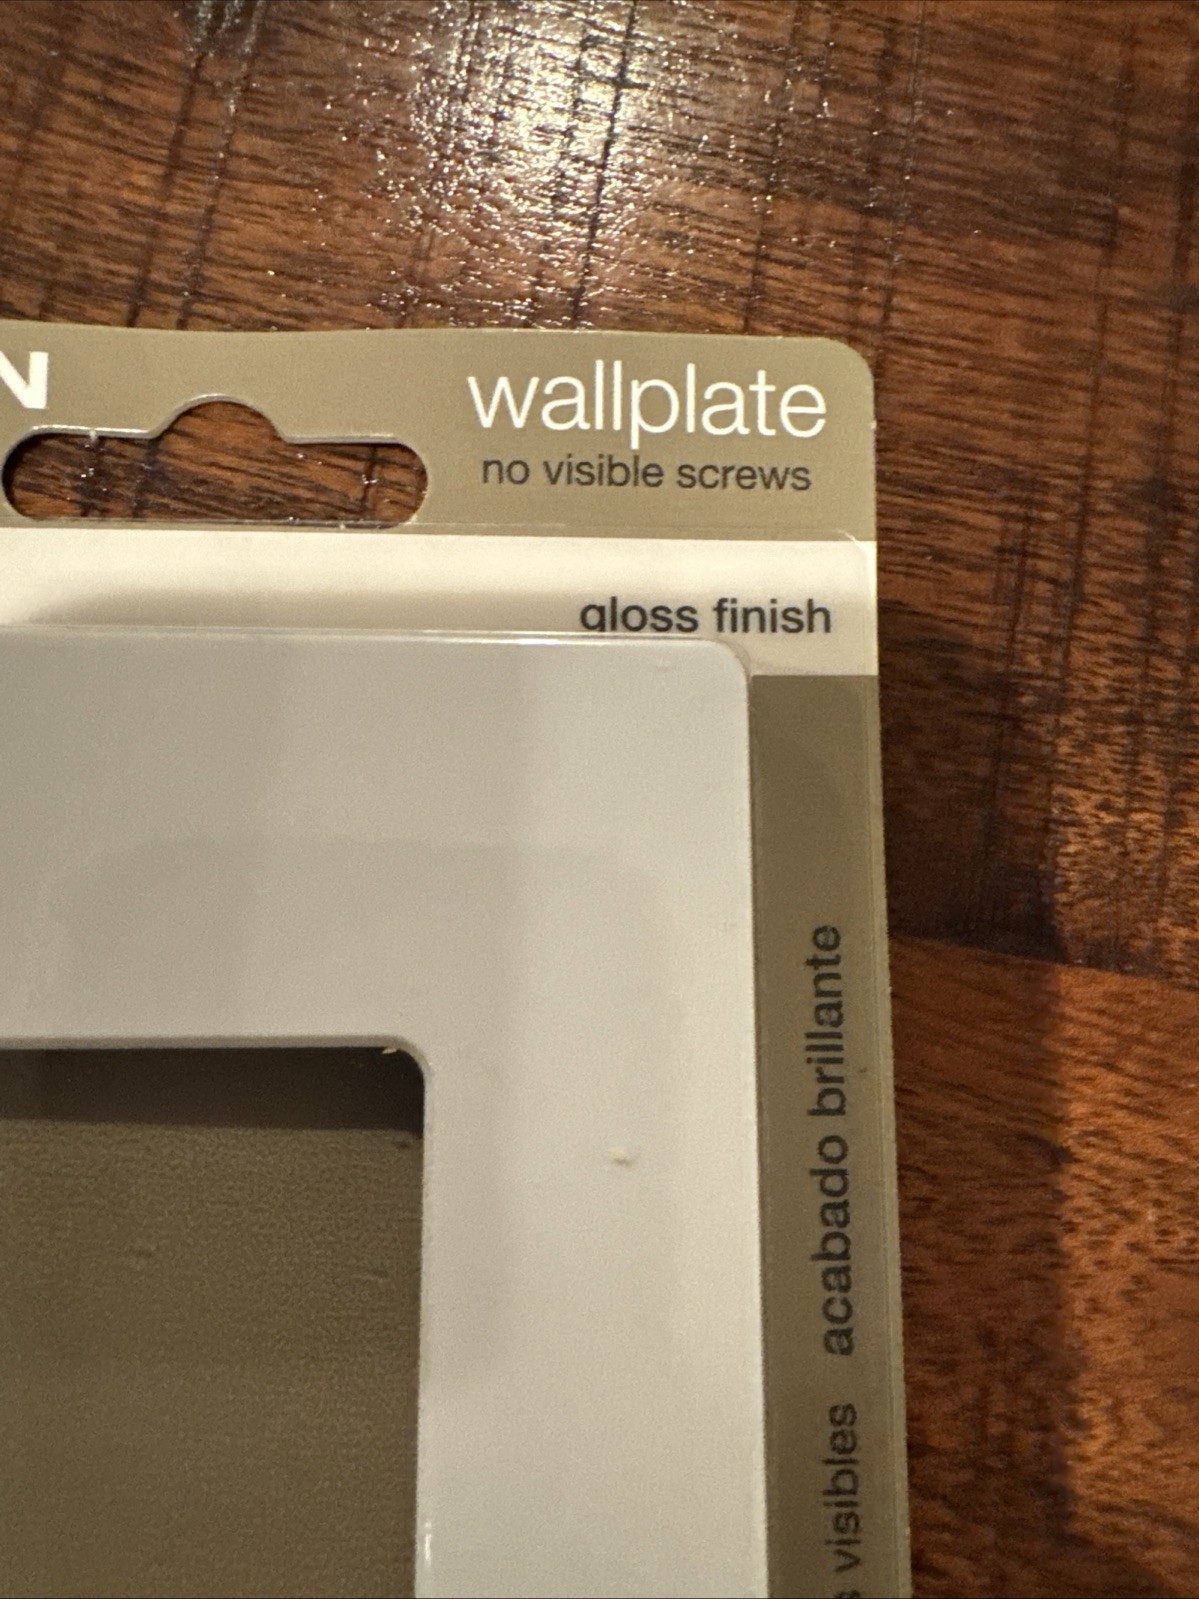 N
wallplate
no visible screws
gloss finish
visibles acabado brillante